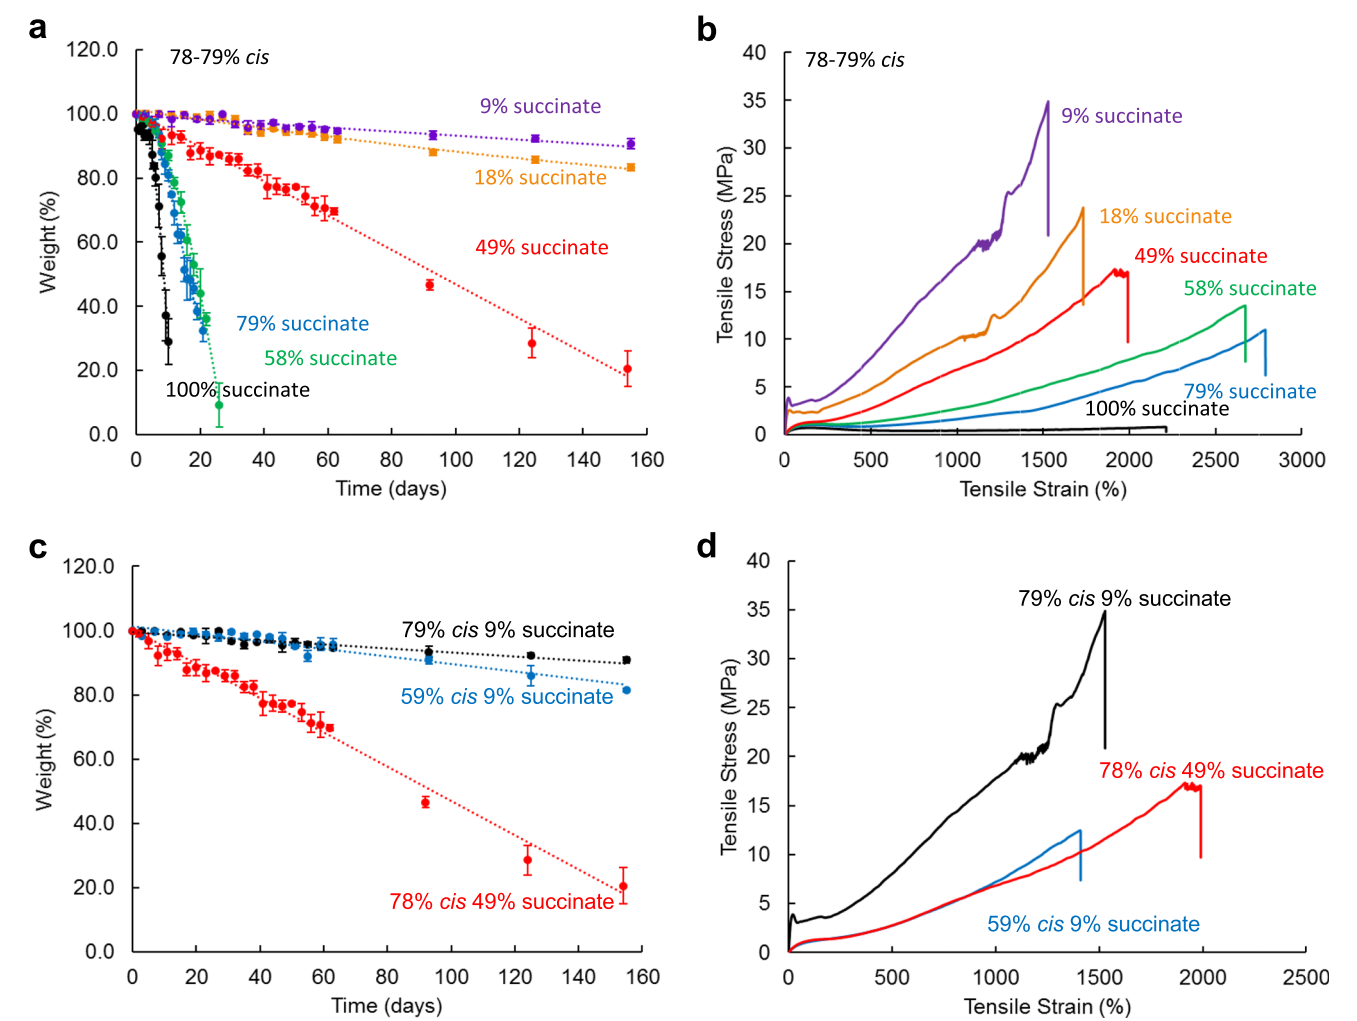 a
120.0
100.0
80.0
60.0
40.0
20.0
0.0
Weight (%)
78-79% cis
9% succinate
18% succinate
49% succinate
79% succinate
58% succinate
100% succinate
0 20 40 60 80 100 120 140 160
Time (days)
b
40
35
30
25
20
15
10
5
0
Tensile Stress (MPa)
78-79% cis
9% succinate
18% succinate
49% succinate
58% succinate
79% succinate
100% succinate
0 500 1000 1500 2000 2500 3000
Tensile Strain (%)
c
120.0
100.0
80.0
60.0
40.0
20.0
0.0
Weight (%)
79% cis 9% succinate
59% cis 9% succinate
78% cis 49% succinate
0 20 40 60 80 100 120 140 160
Time (days)
d
40
35
30
25
20
15
10
5
0
Tensile Stress (MPa)
79% cis 9% succinate
78% cis 49% succinate
59% cis 9% succinate
0 500 1000 1500 2000 2500
Tensile Strain (%)